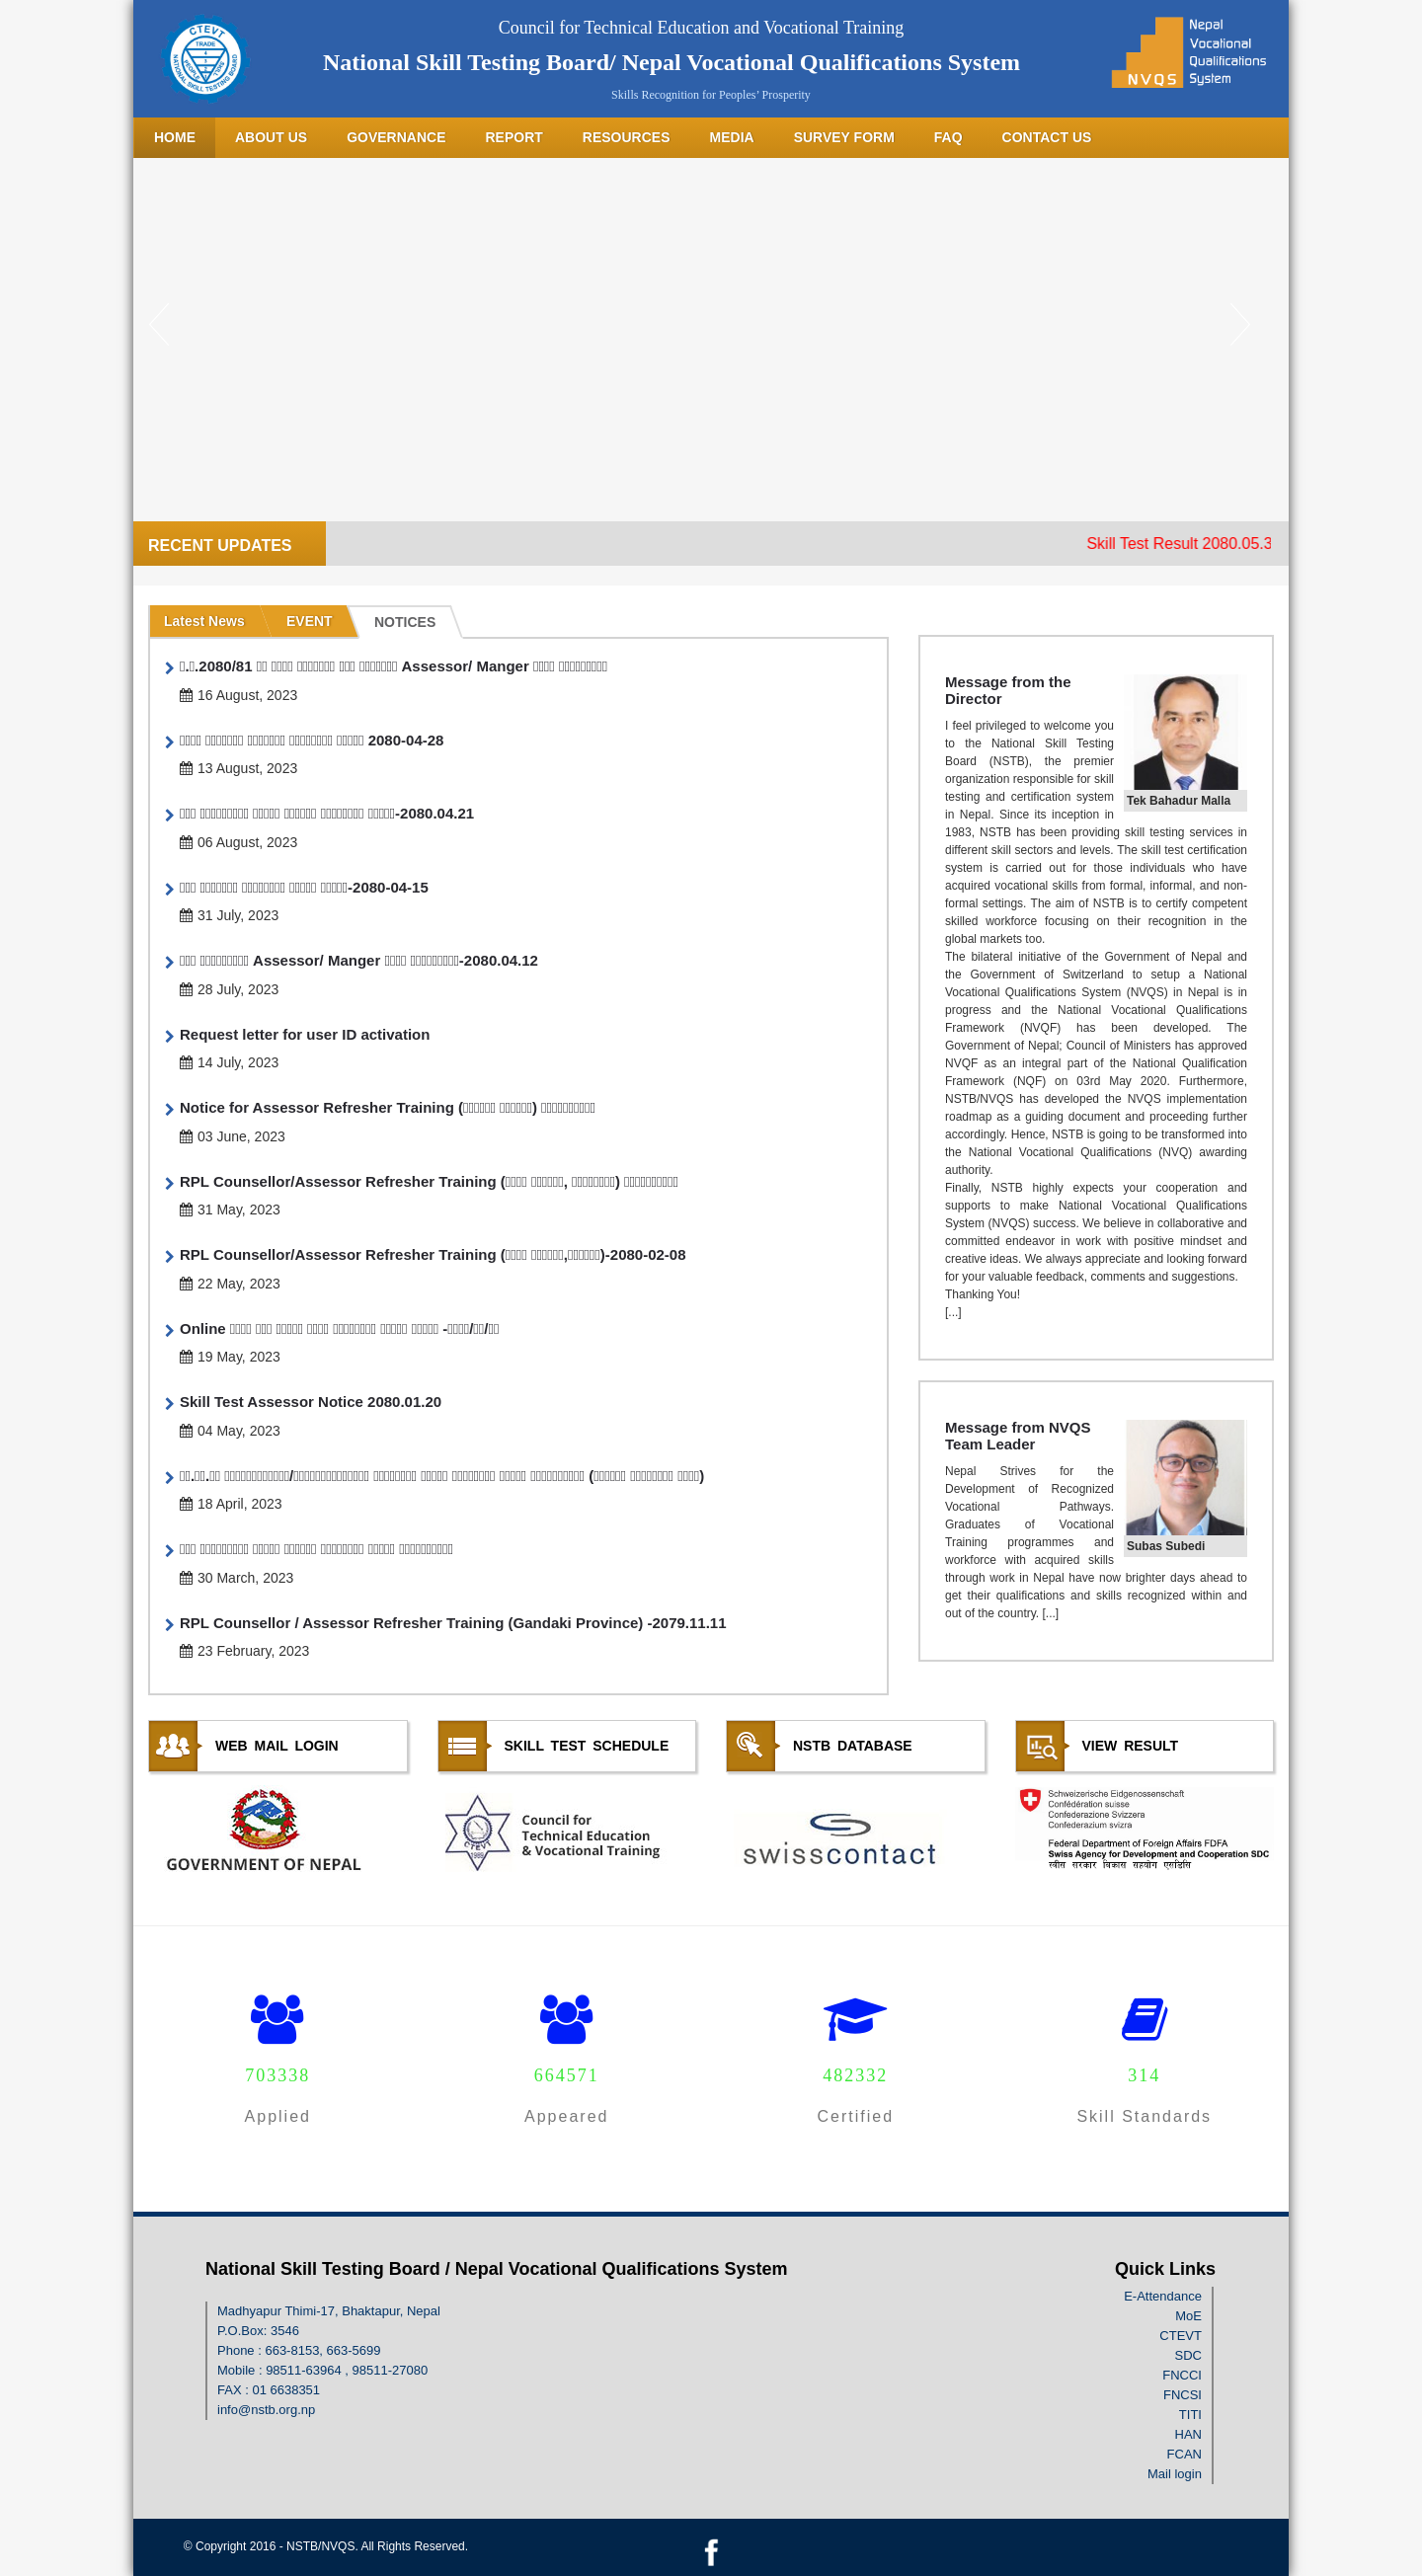 CTEVT
TRADE
PEOPLE
TOOLS
NATIONAL SKILL TESTING BOARD
Council for Technical Education and Vocational Training
National Skill Testing Board/ Nepal Vocational Qualifications System
Skills Recognition for Peoples’ Prosperity
NVQS
Nepal
Vocational
Qualifications
System
HOME ABOUT US GOVERNANCE REPORT RESOURCES MEDIA SURVEY FORM FAQ CONTACT US
RECENT UPDATES
Skill Test Result 2080.05.3
Latest News EVENT NOTICES
.2080/81 Assessor/ Manger
16 August, 2023
2080-04-28
13 August, 2023
-2080.04.21
06 August, 2023
-2080-04-15
31 July, 2023
Assessor/ Manger -2080.04.12
28 July, 2023
Request letter for user ID activation
14 July, 2023
Notice for Assessor Refresher Training
03 June, 2023
RPL Counsellor/Assessor Refresher Training
31 May, 2023
RPL Counsellor/Assessor Refresher Training -2080-02-08
22 May, 2023
Online
19 May, 2023
Skill Test Assessor Notice 2080.01.20
04 May, 2023
18 April, 2023
30 March, 2023
RPL Counsellor / Assessor Refresher Training (Gandaki Province) -2079.11.11
23 February, 2023
Message from the
Director
Tek Bahadur Malla
I feel privileged to welcome you
to the National Skill Testing
Board (NSTB), the premier
organization responsible for skill
testing and certification system
in Nepal. Since its inception in
1983, NSTB has been providing skill testing services in
different skill sectors and levels. The skill test certification
system is carried out for those individuals who have
acquired vocational skills from formal, informal, and non-
formal settings. The aim of NSTB is to certify competent
skilled workforce focusing on their recognition in the
global markets too.
The bilateral initiative of the Government of Nepal and
the Government of Switzerland to setup a National
Vocational Qualifications System (NVQS) in Nepal is in
progress and the National Vocational Qualifications
Framework (NVQF) has been developed. The
Government of Nepal; Council of Ministers has approved
NVQF as an integral part of the National Qualification
Framework (NQF) on 03rd May 2020. Furthermore,
NSTB/NVQS has developed the NVQS implementation
roadmap as a guiding document and proceeding further
accordingly. Hence, NSTB is going to be transformed into
the National Vocational Qualifications (NVQ) awarding
authority.
Finally, NSTB highly expects your cooperation and
supports to make National Vocational Qualifications
System (NVQS) success. We believe in collaborative and
committed endeavor in work with positive mindset and
creative ideas. We always appreciate and looking forward
for your valuable feedback, comments and suggestions.
Thanking You!
[...]
Message from NVQS
Team Leader
Subas Subedi
Nepal Strives for the
Development of Recognized
Vocational Pathways.
Graduates of Vocational
Training programmes and
workforce with acquired skills
through work in Nepal have now brighter days ahead to
get their qualifications and skills recognized within and
out of the country. [...]
WEB MAIL LOGIN SKILL TEST SCHEDULE NSTB DATABASE VIEW RESULT
GOVERNMENT OF NEPAL
CTEVT
1989
Council for
Technical Education
& Vocational Training
swisscontact
Schweizerische Eidgenossenschaft
Confédération suisse
Confederazione Svizzera
Confederaziun svizra
Federal Department of Foreign Affairs FDFA
Swiss Agency for Development and Cooperation SDC
स्वीस सरकार विकास सहयोग एसडिसि
703338 664571 482332 314
Applied Appeared Certified Skill Standards
National Skill Testing Board / Nepal Vocational Qualifications System
Madhyapur Thimi-17, Bhaktapur, Nepal
P.O.Box: 3546
Phone : 663-8153, 663-5699
Mobile : 98511-63964 , 98511-27080
FAX : 01 6638351
info@nstb.org.np
Quick Links
E-Attendance
MoE
CTEVT
SDC
FNCCI
FNCSI
TITI
HAN
FCAN
Mail login
© Copyright 2016 - NSTB/NVQS. All Rights Reserved.